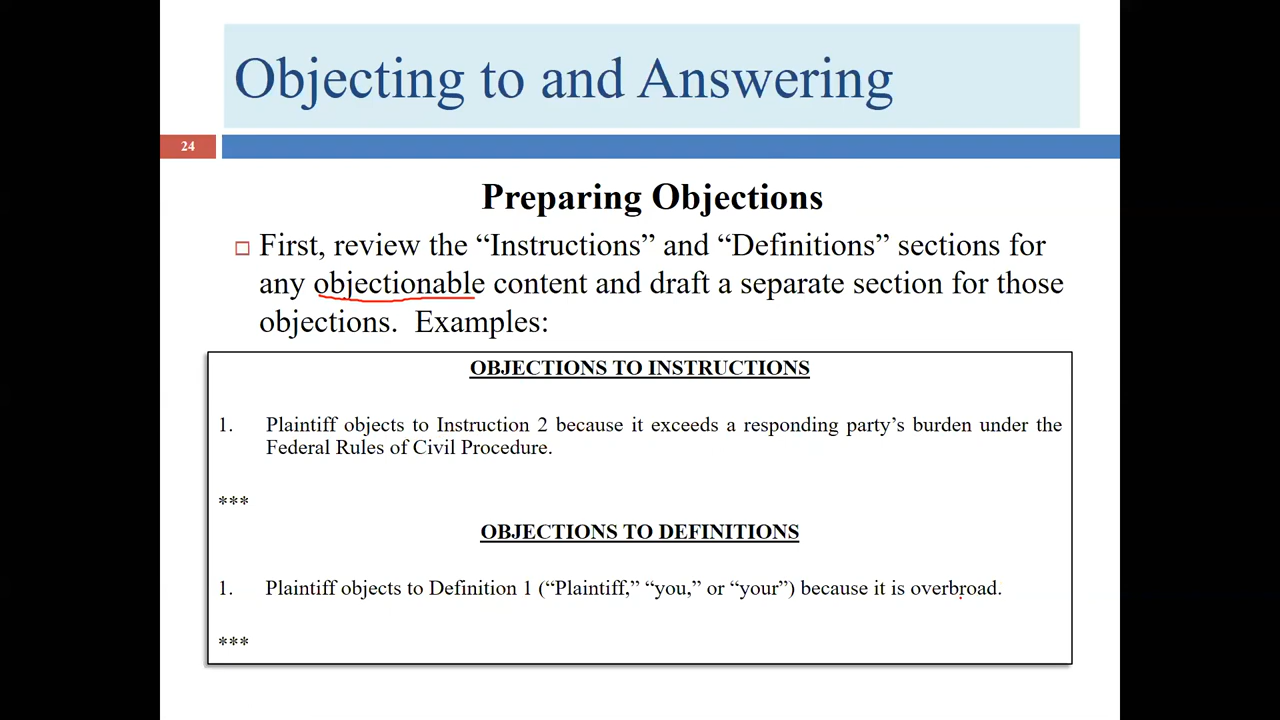 Objecting to and Answering
24
Preparing Objections
First, review the “Instructions” and “Definitions” sections for
any objectionable content and draft a separate section for those
objections.  Examples:
OBJECTIONS TO INSTRUCTIONS
1. Plaintiff objects to Instruction 2 because it exceeds a responding party’s burden under the
Federal Rules of Civil Procedure.
***
OBJECTIONS TO DEFINITIONS
1. Plaintiff objects to Definition 1 (“Plaintiff,” “you,” or “your”) because it is overbroad.
***